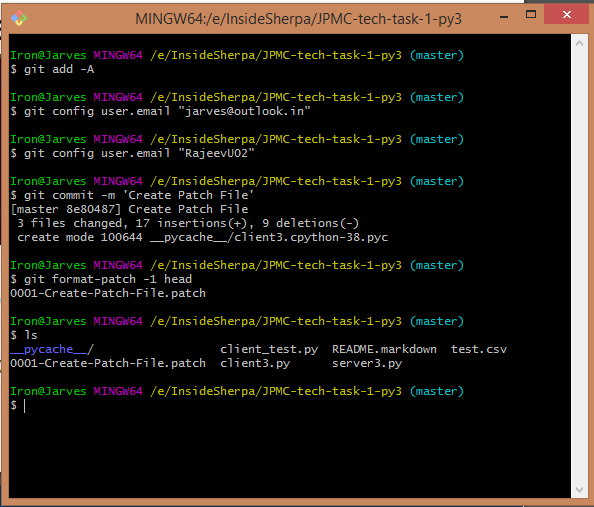 MINGW64:/e/InsideSherpa/JPMC-tech-task-1-py3
Iron@Jarves MINGW64 /e/InsideSherpa/JPMC-tech-task-1-py3 (master)
$ git add -A
Iron@Jarves MINGW64 /e/InsideSherpa/JPMC-tech-task-1-py3 (master)
$ git config user.email "jarves@outlook.in"
Iron@Jarves MINGW64 /e/InsideSherpa/JPMC-tech-task-1-py3 (master)
$ git config user.email "RajeevU02"
Iron@Jarves MINGW64 /e/InsideSherpa/JPMC-tech-task-1-py3 (master)
$ git commit -m 'Create Patch File'
[master 8e80487] Create Patch File
 3 files changed, 17 insertions(+), 9 deletions(-)
 create mode 100644 __pycache__/client3.cpython-38.pyc
Iron@Jarves MINGW64 /e/InsideSherpa/JPMC-tech-task-1-py3 (master)
$ git format-patch -1 head
0001-Create-Patch-File.patch
Iron@Jarves MINGW64 /e/InsideSherpa/JPMC-tech-task-1-py3 (master)
$ ls
__pycache__/                  client_test.py  README.markdown  test.csv
0001-Create-Patch-File.patch  client3.py      server3.py
Iron@Jarves MINGW64 /e/InsideSherpa/JPMC-tech-task-1-py3 (master)
$